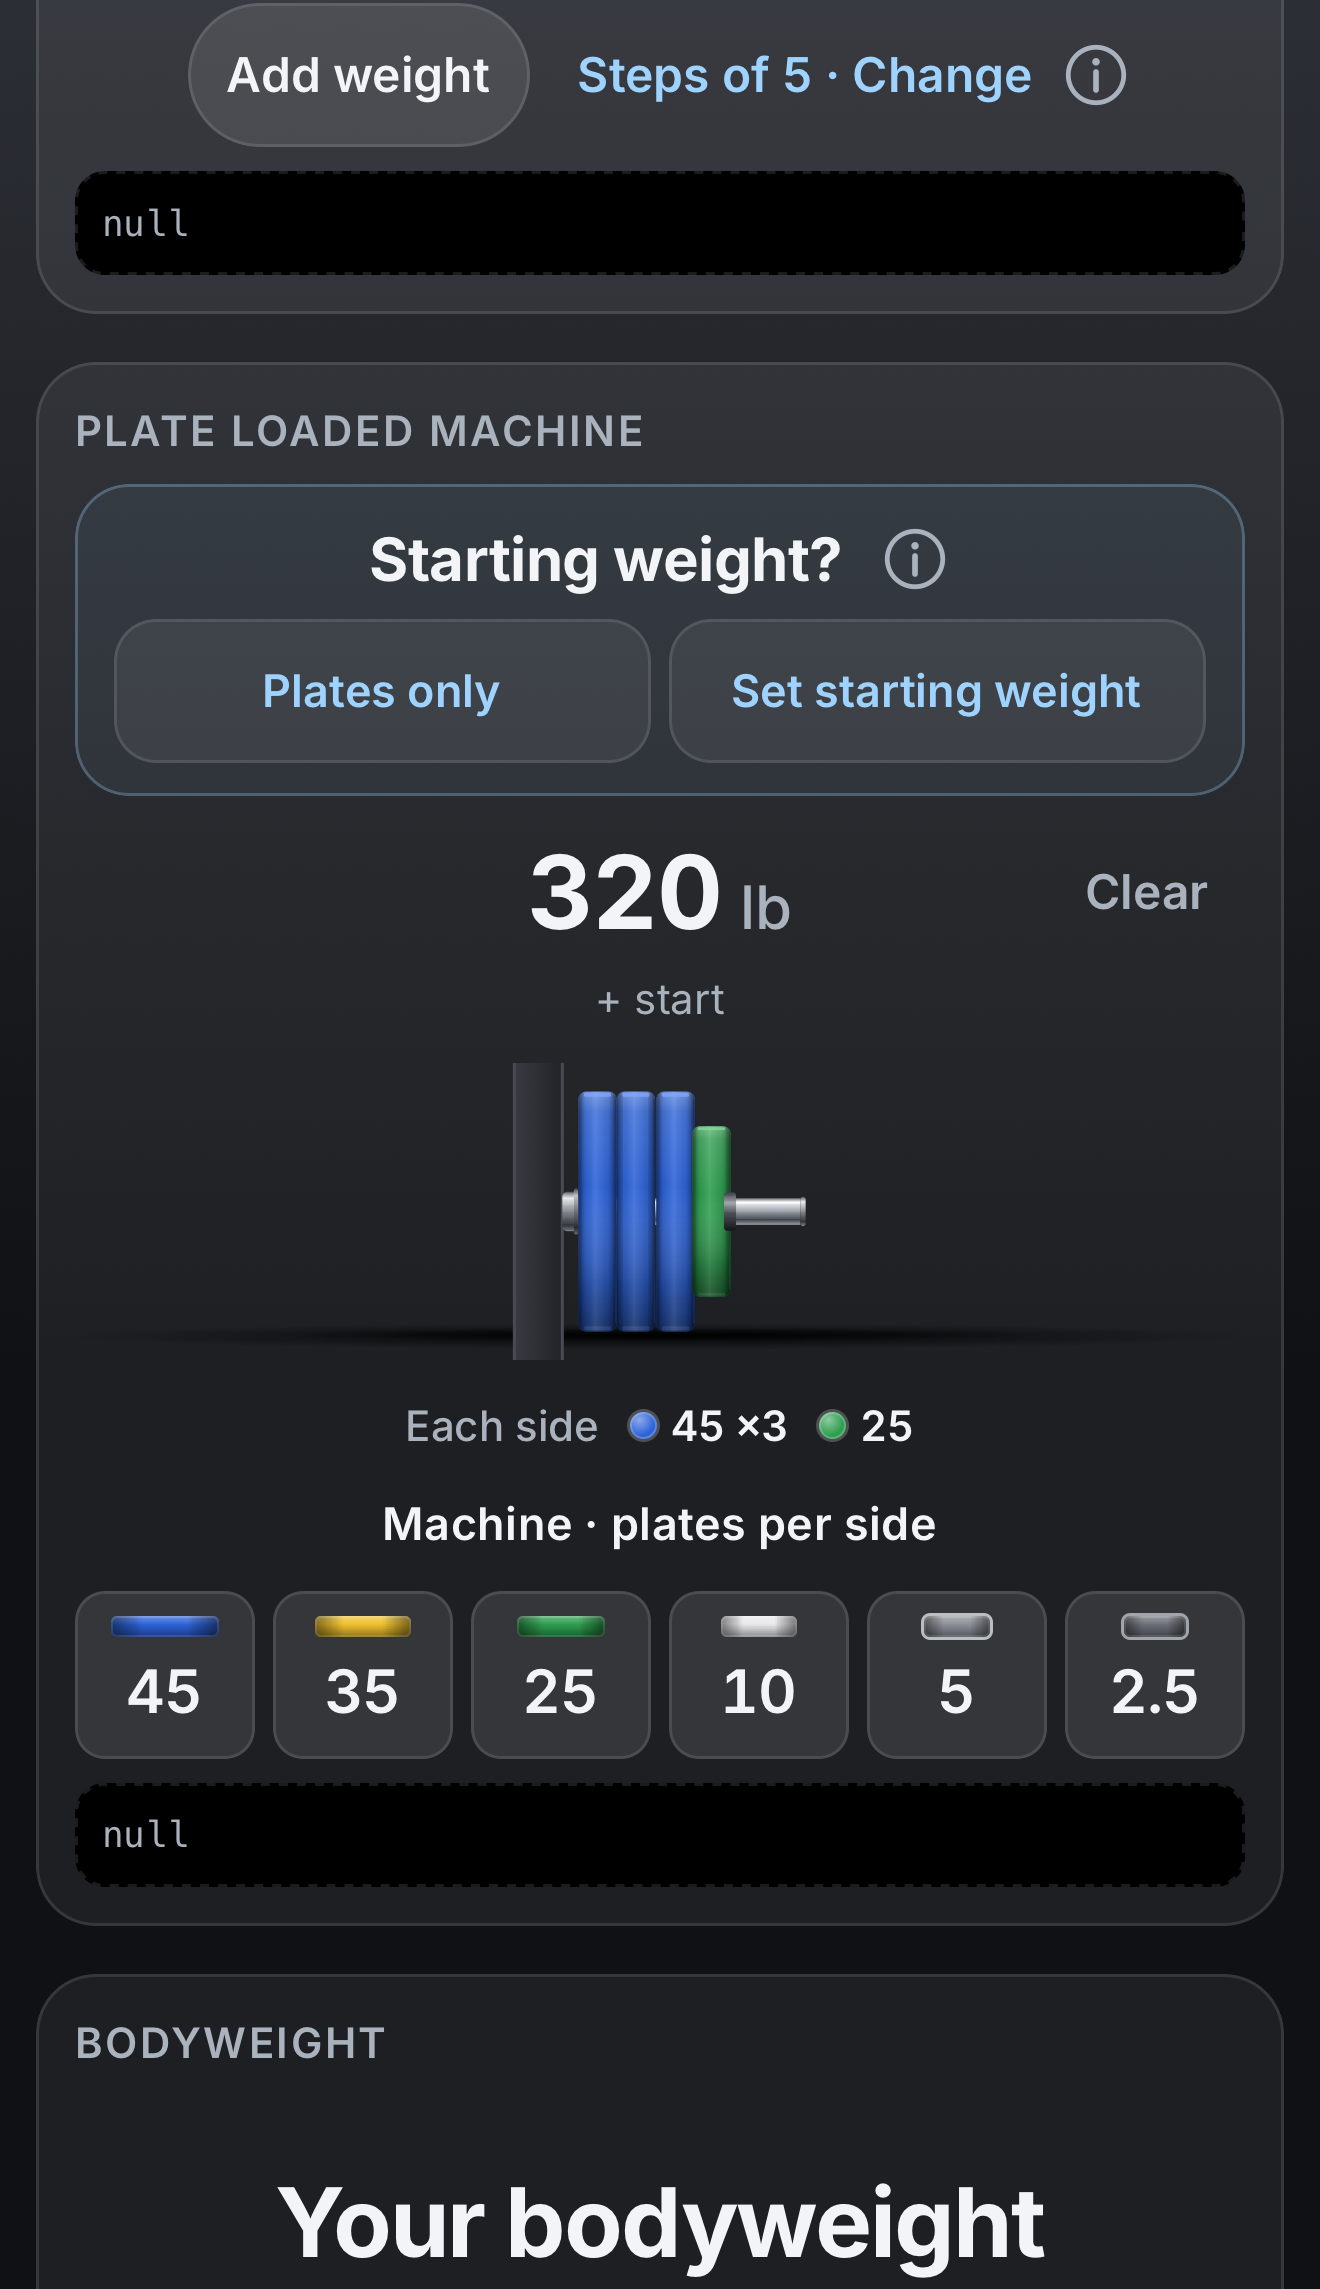 Add weight Steps of 5 · Change
null
PLATE LOADED MACHINE
Starting weight?
Plates only Set starting weight
320 lb Clear
+ start
Each side 45 ×3 25
Machine · plates per side
45 35 25 10 5 2.5
null
BODYWEIGHT
Your bodyweight